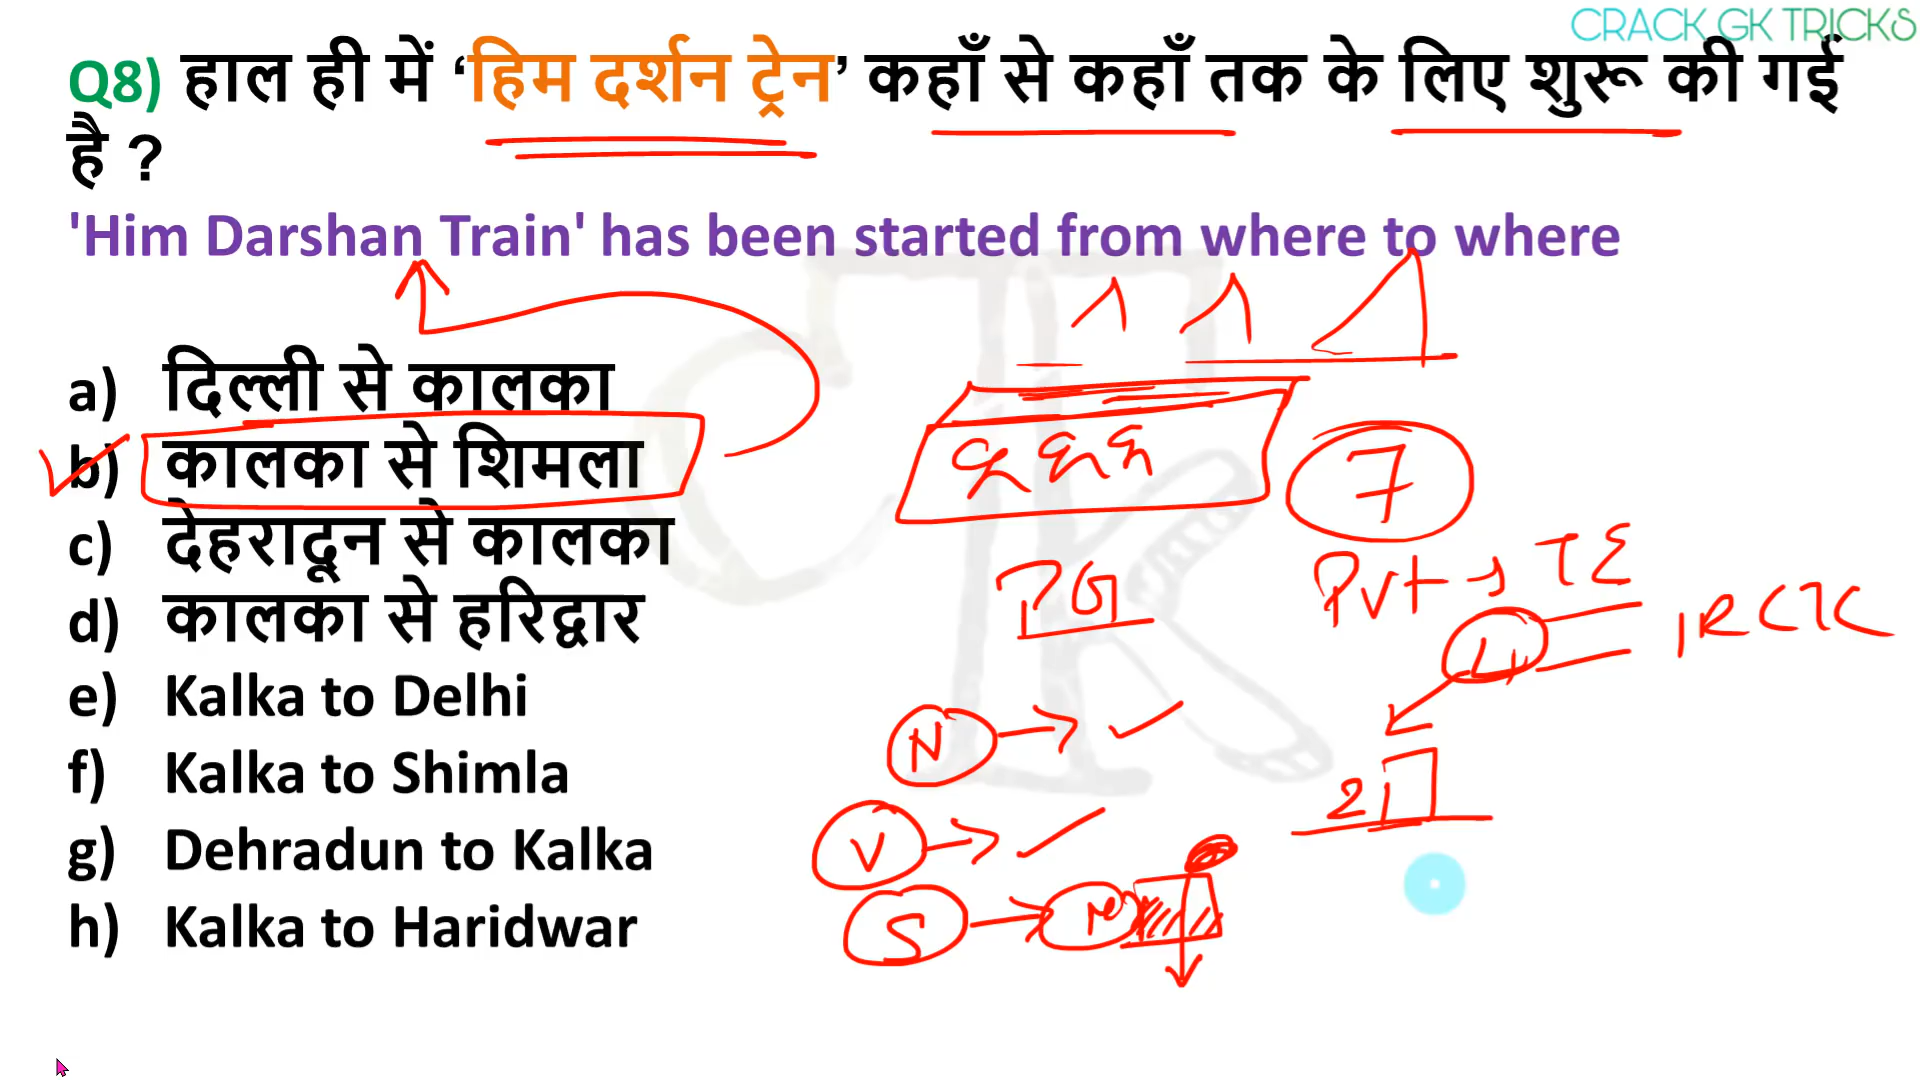 CRACK GK TRICKS
Q8) हाल ही में ‘हिम दर्शन ट्रेन’ कहाँ से कहाँ तक के लिए शुरू की गई
है ?
'Him Darshan Train' has been started from where to where
a) दिल्ली से कालका
b) कालका से शिमला
c) देहरादून से कालका
d) कालका से हरिद्वार
e) Kalka to Delhi
f) Kalka to Shimla
g) Dehradun to Kalka
h) Kalka to Haridwar
7
PG
Pvt → TE
IRCTC
N
V
S